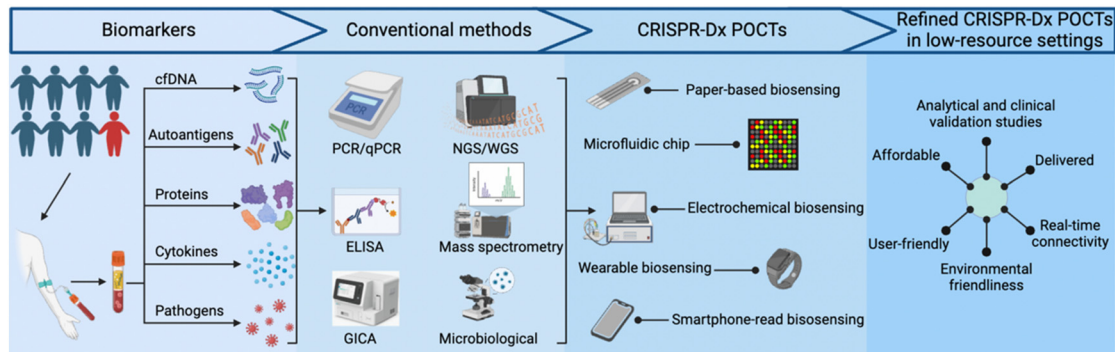 Biomarkers
Conventional methods
CRISPR-Dx POCTs
Refined CRISPR-Dx POCTs
in low-resource settings
cfDNA
Autoantigens
Proteins
Cytokines
Pathogens
PCR
PCR/qPCR
NGS/WGS
ELISA
Mass spectrometry
GICA
Microbiological
Paper-based biosensing
Microfluidic chip
Electrochemical biosensing
Wearable biosensing
Smartphone-read bisosensing
Analytical and clinical
validation studies
Affordable
Delivered
User-friendly
Real-time
connectivity
Environmental
friendliness